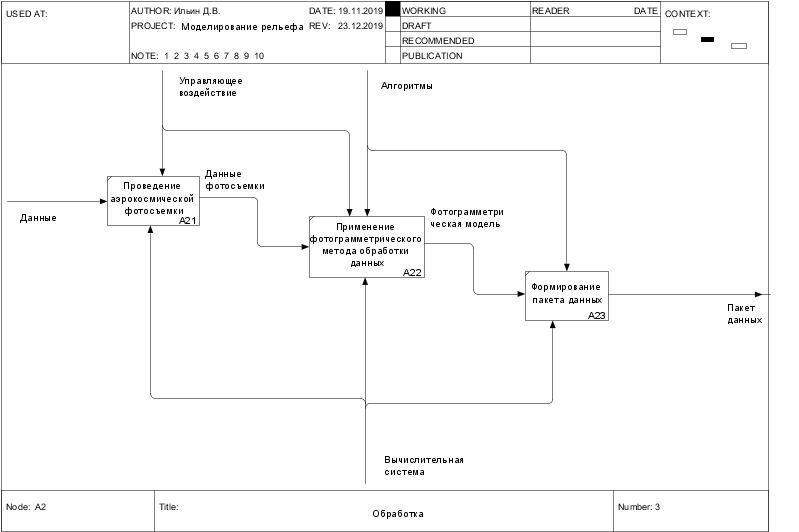 USED AT:
AUTHOR: Ильин Д.В.
DATE: 19.11.2019
WORKING
READER
DATE
CONTEXT:
PROJECT: Моделирование рельефа
REV: 23.12.2019
DRAFT
RECOMMENDED
NOTE: 1 2 3 4 5 6 7 8 9 10
PUBLICATION
Управляющее
воздействие
Алгоритмы
Проведение
аэрокосмической
фотосъемки
A21
Данные
фотосъемки
Данные
Применение
фотограмметрического
метода обработки
данных
A22
Фотограмметри
ческая модель
Формирование
пакета данных
A23
Пакет
данных
Вычислительная
система
Node: A2
Title:
Обработка
Number: 3